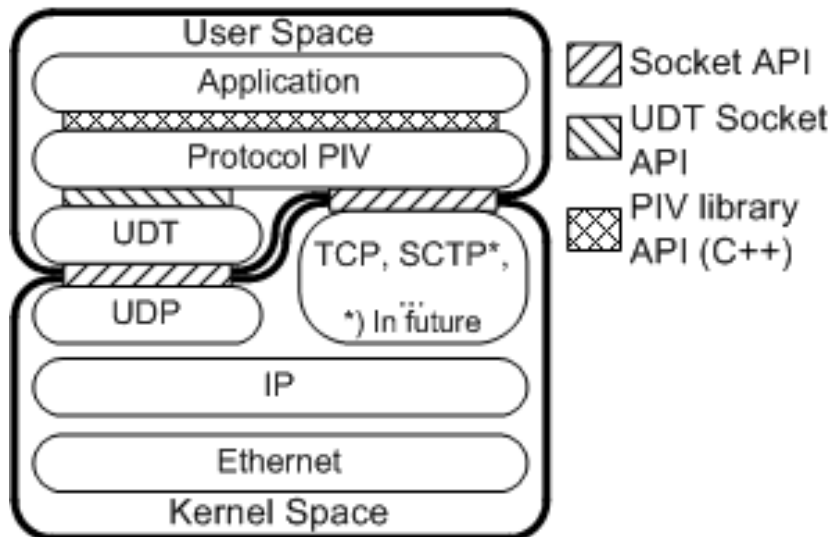 User Space
Application
Protocol PIV
UDT
TCP, SCTP*,
...
*) In future
UDP
IP
Ethernet
Kernel Space
Socket API
UDT Socket
API
PIV library
API (C++)